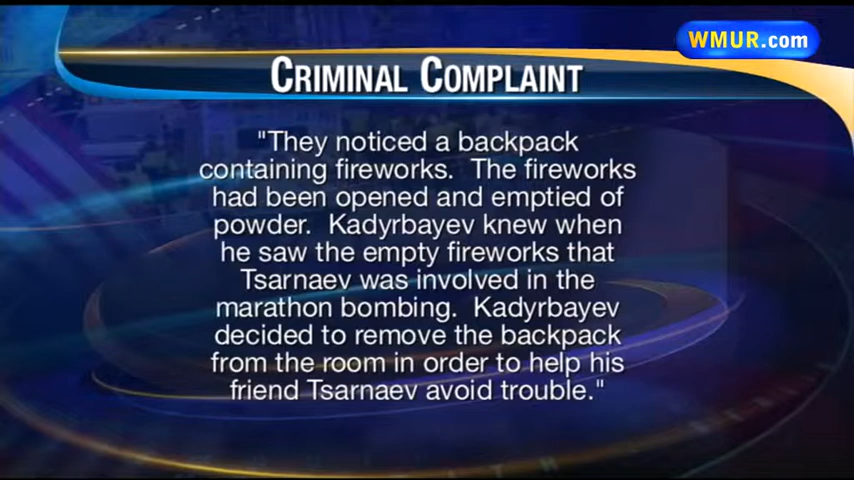 WMUR.com
CRIMINAL COMPLAINT
"They noticed a backpack
containing fireworks.  The fireworks
had been opened and emptied of
powder.  Kadyrbayev knew when
he saw the empty fireworks that
Tsarnaev was involved in the
marathon bombing.  Kadyrbayev
decided to remove the backpack
from the room in order to help his
friend Tsarnaev avoid trouble."